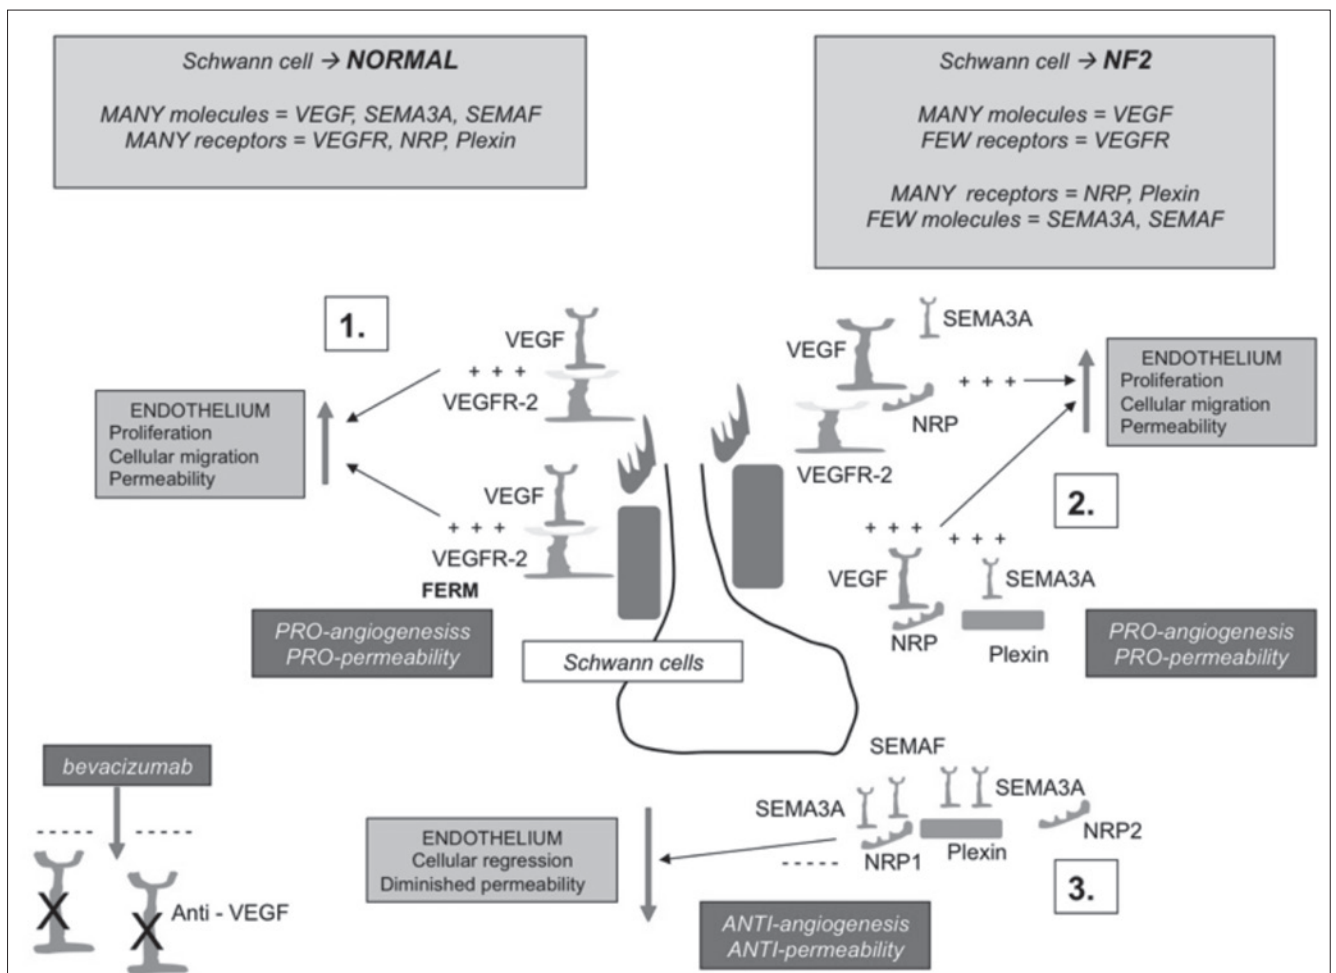 Schwann cell → NORMAL
MANY molecules = VEGF, SEMA3A, SEMAF
MANY receptors = VEGFR, NRP, Plexin
Schwann cell → NF2
MANY molecules = VEGF
FEW receptors = VEGFR
MANY receptors = NRP, Plexin
FEW molecules = SEMA3A, SEMAF
1.
VEGF
+ + +
VEGFR-2
ENDOTHELIUM
Proliferation
Cellular migration
Permeability
VEGF
+ + +
VEGFR-2
FERM
PRO-angiogenesiss
PRO-permeability
Schwann cells
SEMA3A
VEGF
+ + +
NRP
VEGFR-2
ENDOTHELIUM
Proliferation
Cellular migration
Permeability
2.
+ + +
+ + +
VEGF
SEMA3A
NRP
Plexin
PRO-angiogenesis
PRO-permeability
bevacizumab
X
X
Anti - VEGF
SEMAF
SEMA3A
SEMA3A
NRP2
NRP1
Plexin
ENDOTHELIUM
Cellular regression
Diminished permeability
3.
ANTI-angiogenesis
ANTI-permeability